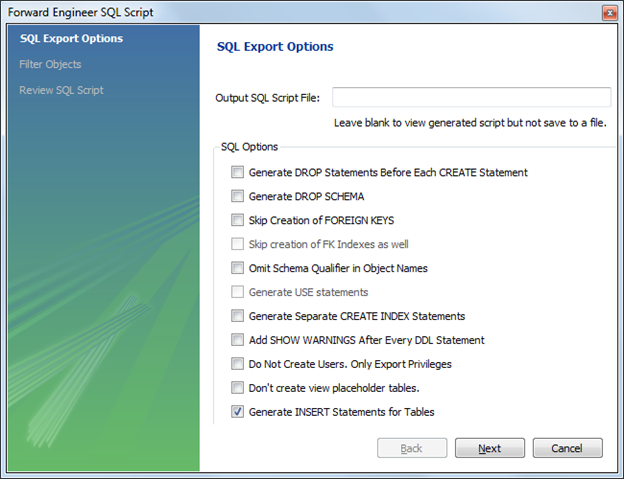 Forward Engineer SQL Script
SQL Export Options
Filter Objects
Review SQL Script
SQL Export Options
Output SQL Script File:
Leave blank to view generated script but not save to a file.
SQL Options
Generate DROP Statements Before Each CREATE Statement
Generate DROP SCHEMA
Skip Creation of FOREIGN KEYS
Skip creation of FK Indexes as well
Omit Schema Qualifier in Object Names
Generate USE statements
Generate Separate CREATE INDEX Statements
Add SHOW WARNINGS After Every DDL Statement
Do Not Create Users. Only Export Privileges
Don't create view placeholder tables.
Generate INSERT Statements for Tables
Back Next Cancel